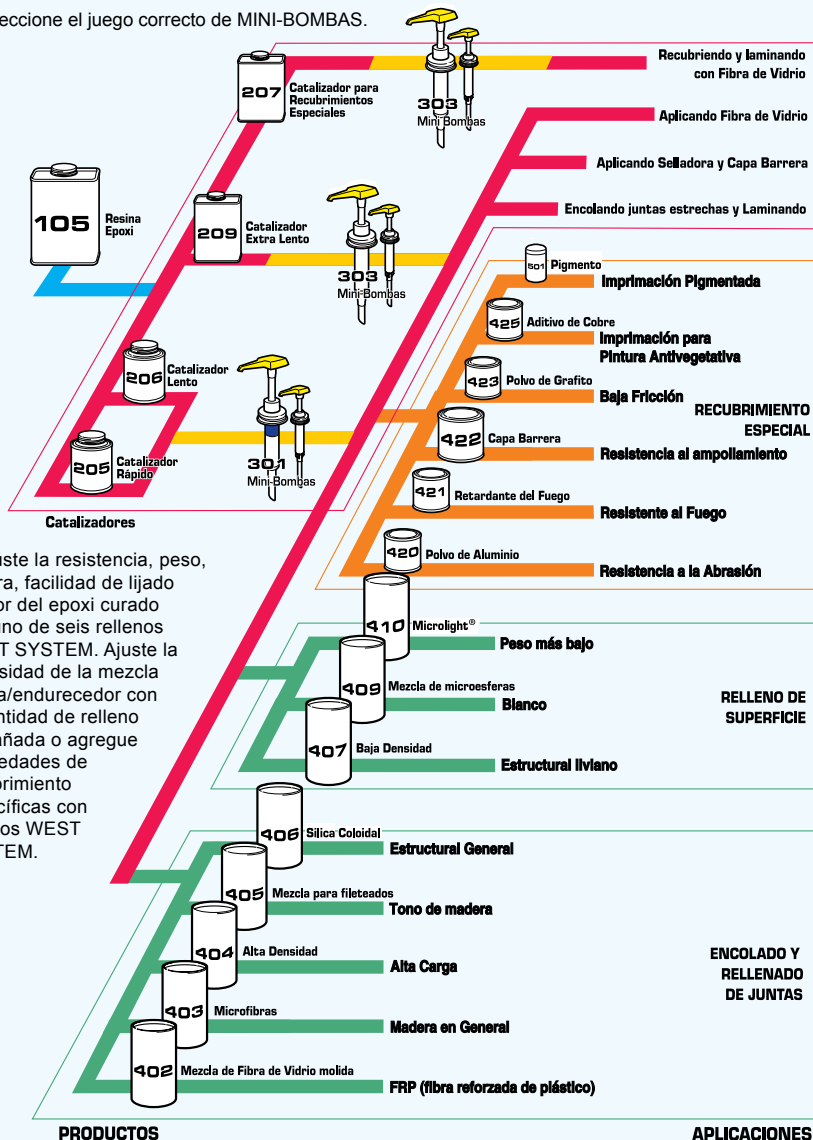 eccione el juego correcto de MINI-BOMBAS.
207
Catalizador para
Recubrimientos
Especiales
303
Mini Bombas
Recubriendo y laminando
con Fibra de Vidrio
Aplicando Fibra de Vidrio
Aplicando Selladora y Capa Barrera
Encolando juntas estrechas y Laminando
105
Resina
Epoxi
209
Catalizador
Extra Lento
303
Mini-Bombas
206
Catalizador
Lento
205
Catalizador
Rápido
301
Mini-Bombas
Catalizadores
501
Pigmento
Imprimación Pigmentada
425
Aditivo de Cobre
Imprimación para
Pintura Antivegetativa
423
Polvo de Grafito
Baja Fricción
RECUBRIMIENTO
ESPECIAL
422
Capa Barrera
Resistencia al ampollamiento
421
Retardante del Fuego
Resistente al Fuego
420
Polvo de Aluminio
Resistencia a la Abrasión
uste la resistencia, peso,
ra, facilidad de lijado
or del epoxi curado
uno de seis rellenos
T SYSTEM. Ajuste la
sidad de la mezcla
a/endurecedor con
ntidad de relleno
añada o agregue
iedades de
brimiento
cíficas con
os WEST
TEM.
410
Microlight®
Peso más bajo
409
Mezcla de microesferas
Blanco
407
Baja Densidad
Estructural liviano
RELLENO DE
SUPERFICIE
406
Silica Coloidal
Estructural General
405
Mezcla para fileteados
Tono de madera
404
Alta Densidad
Alta Carga
403
Microfibras
Madera en General
402
Mezcla de Fibra de Vidrio molida
FRP (fibra reforzada de plástico)
ENCOLADO Y
RELLENADO
DE JUNTAS
PRODUCTOS
APLICACIONES